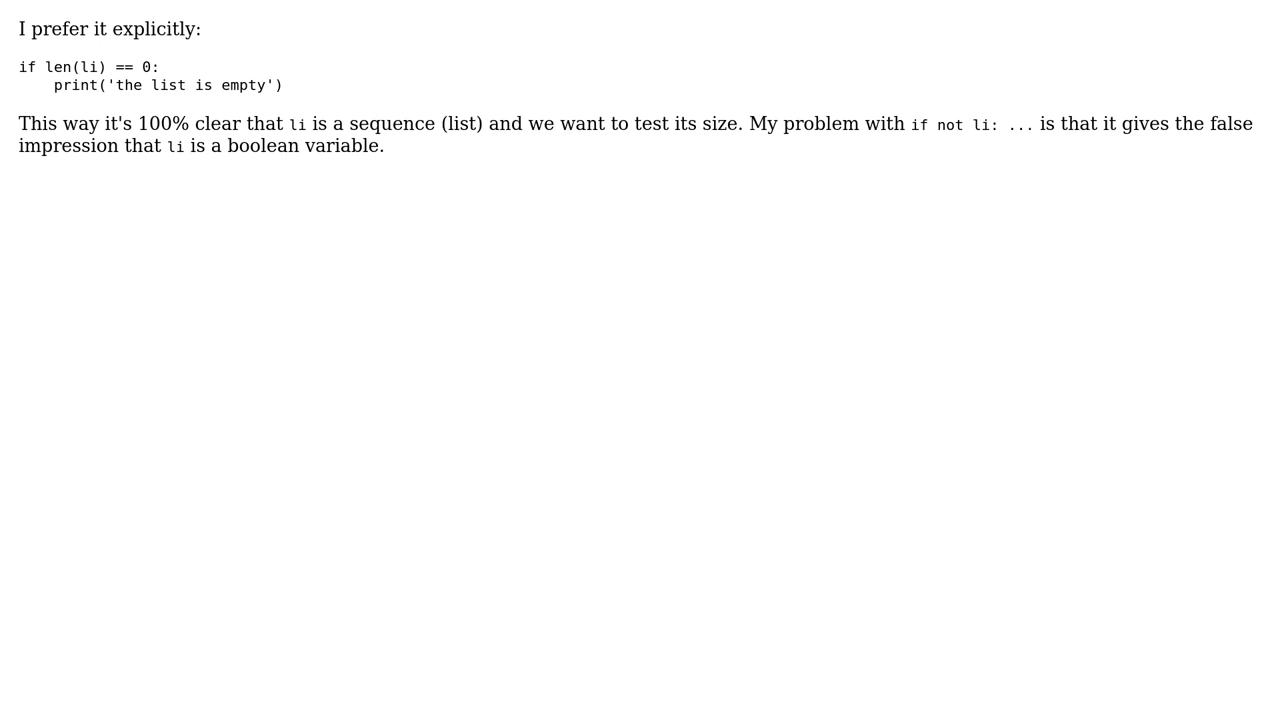 I prefer it explicitly:
if len(li) == 0:
    print('the list is empty')
This way it's 100% clear that li is a sequence (list) and we want to test its size. My problem with if not li: ... is that it gives the false
impression that li is a boolean variable.